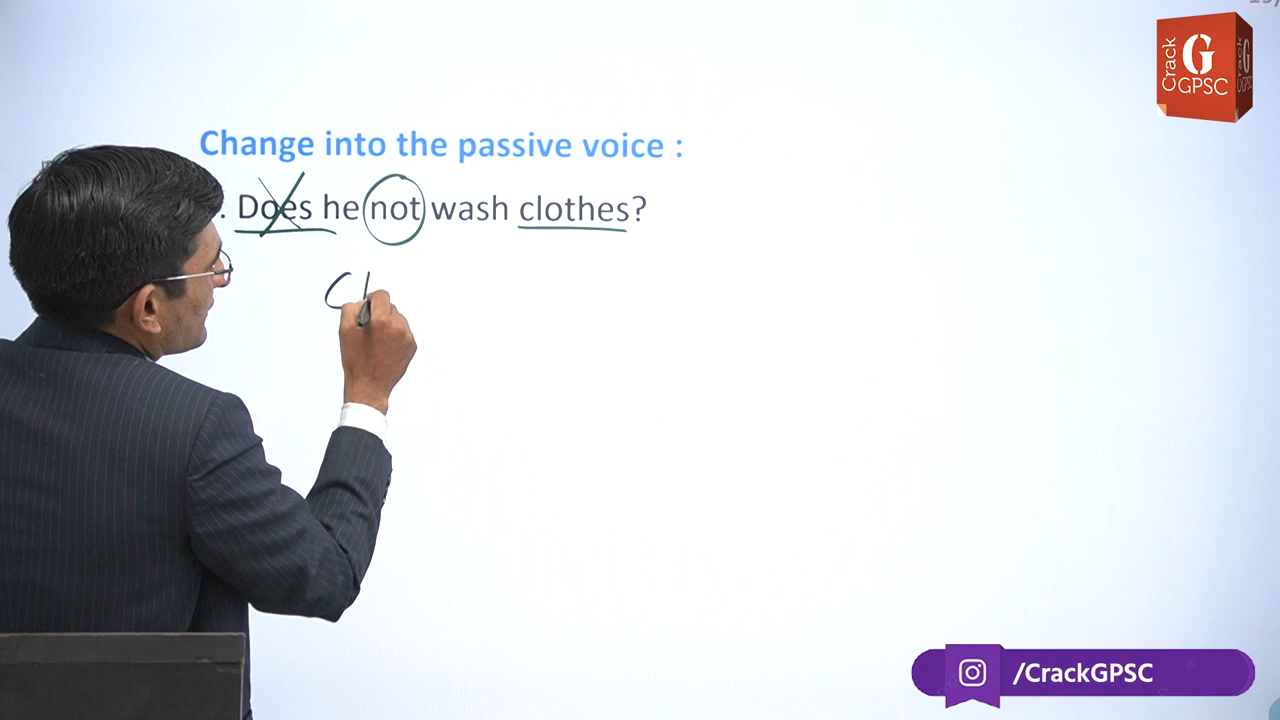 Crack
G
GPSC
Change into the passive voice :
. Does he not wash clothes?
/CrackGPSC